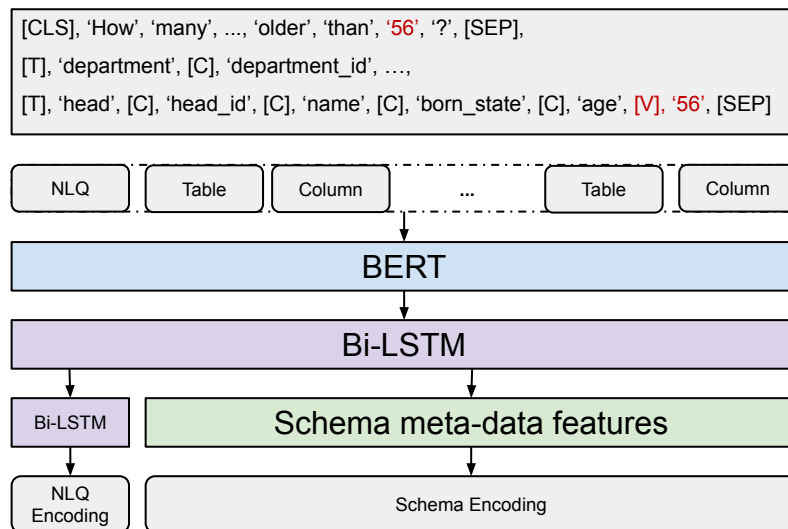 [CLS], ‘How’, ‘many’, ..., ‘older’, ‘than’, ‘56’, ‘?’, [SEP],
[T], ‘department’, [C], ‘department_id’, …,
[T], ‘head’, [C], ‘head_id’, [C], ‘name’, [C], ‘born_state’, [C], ‘age’, [V], ‘56’, [SEP]
NLQ Table Column ... Table Column
BERT
Bi-LSTM
Bi-LSTM Schema meta-data features
NLQ
Encoding
Schema Encoding